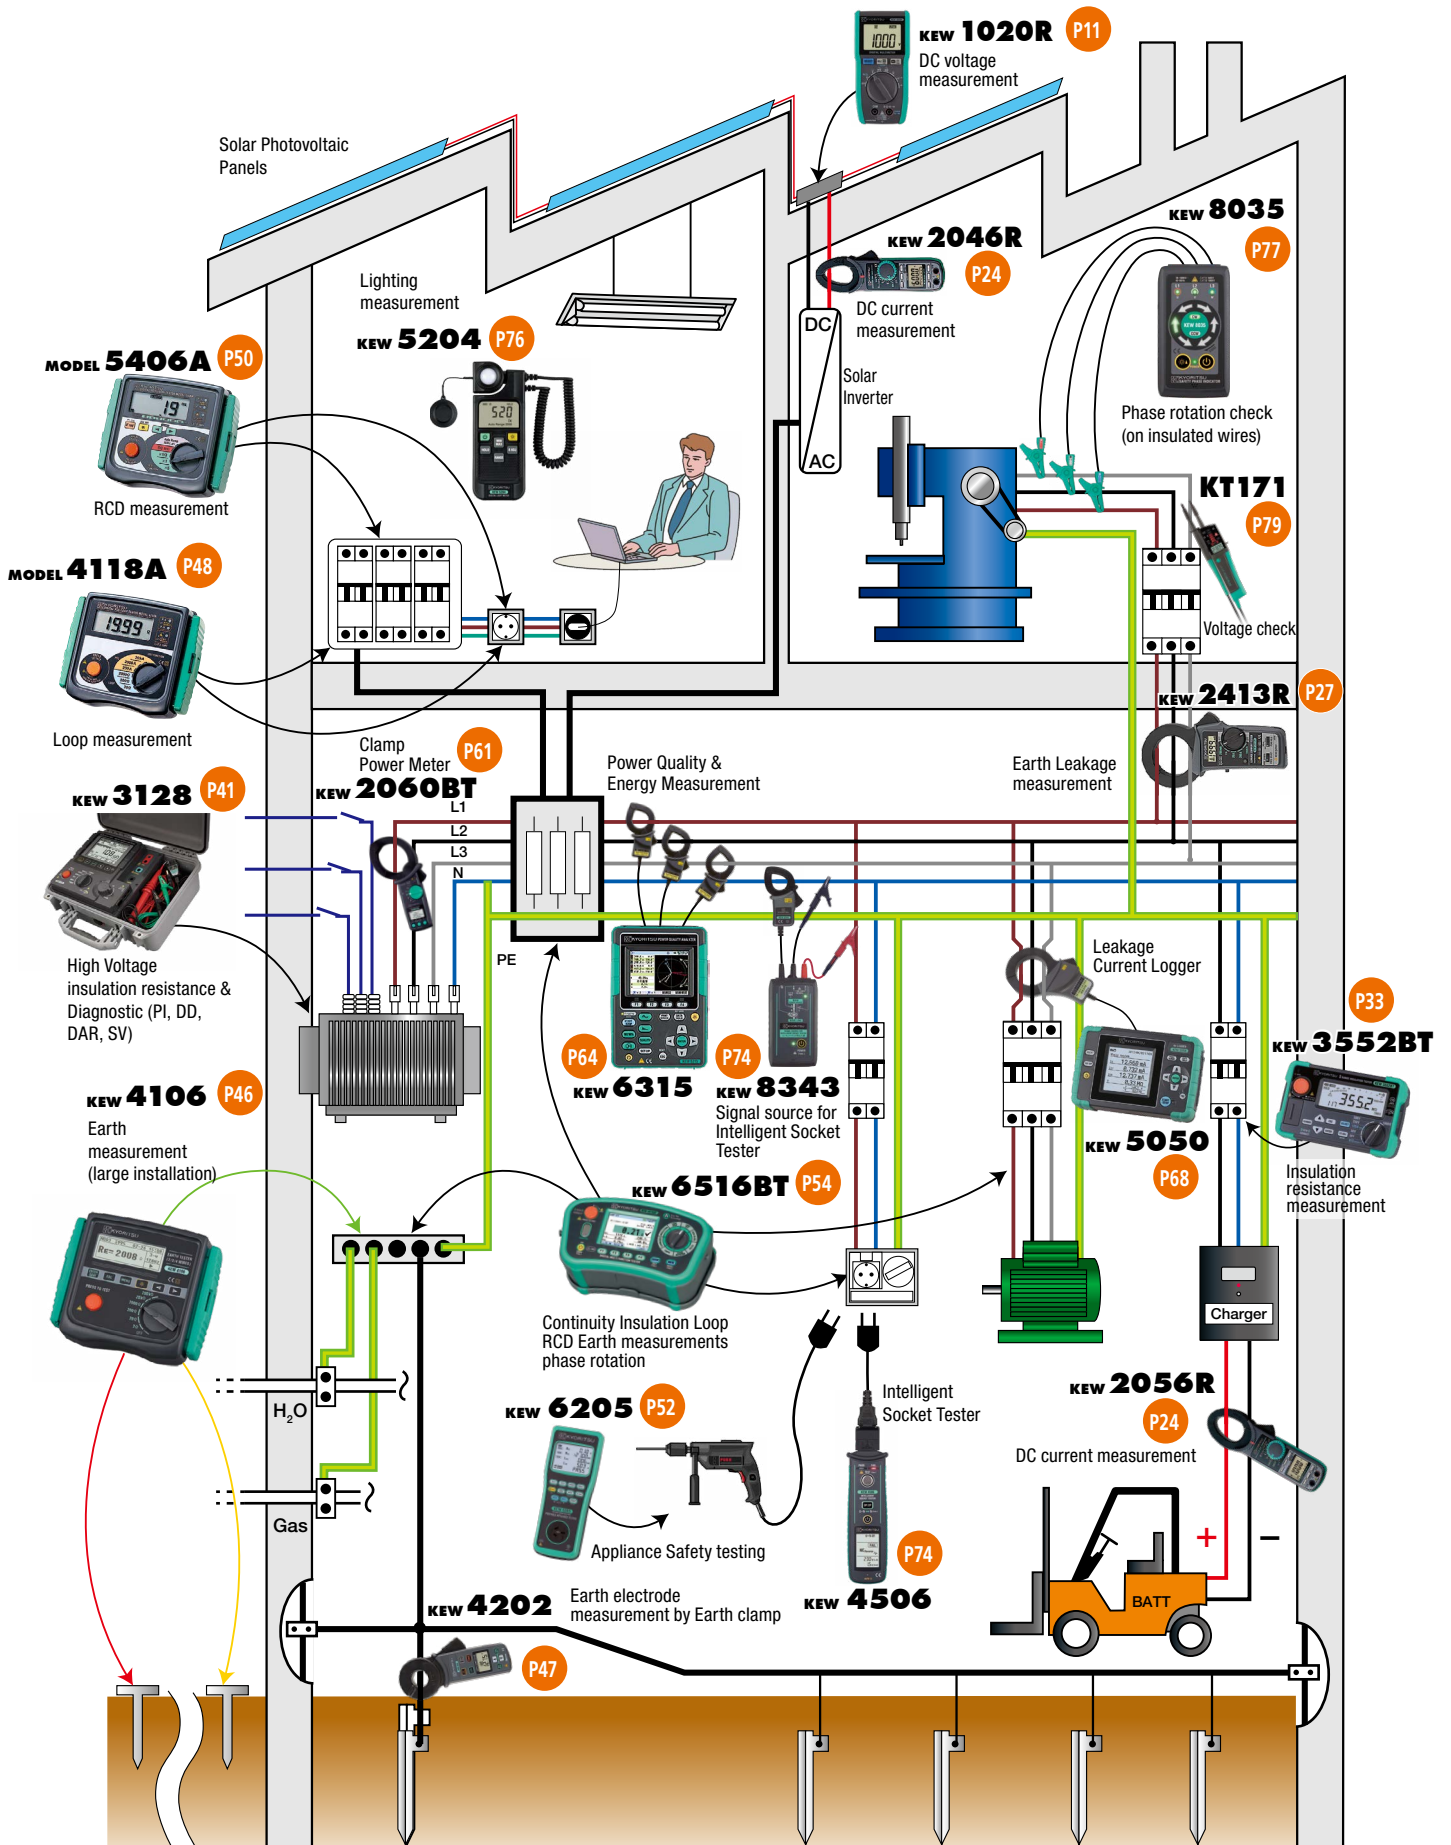 KEW 1020R P11
DC voltage
measurement
Solar Photovoltaic
Panels
KEW 8035
P77
KEW 2046R
P24
DC current
measurement
Lighting
measurement
KEW 5204 P76
MODEL 5406A P50
RCD measurement
DC
AC
Solar
Inverter
Phase rotation check
(on insulated wires)
KT171
P79
Voltage check
MODEL 4118A P48
Loop measurement
KEW 2413R P27
Earth Leakage
measurement
Clamp
Power Meter P61
KEW 2060BT
Power Quality &
Energy Measurement
KEW 3128 P41
High Voltage
insulation resistance &
Diagnostic (PI, DD,
DAR, SV)
L1
L2
L3
N
PE
Leakage
Current Logger
P33
KEW 3552BT
P64
KEW 6315
P74
KEW 8343
Signal source for
Intelligent Socket
Tester
KEW 5050
P68
Insulation
resistance
measurement
KEW 4106 P46
Earth
measurement
(large installation)
KEW 6516BT P54
Continuity Insulation Loop
RCD Earth measurements
phase rotation
Charger
H₂O
Gas
KEW 6205 P52
Appliance Safety testing
Intelligent
Socket Tester
P74
KEW 4506
KEW 2056R
P24
DC current measurement
+ −
BATT
KEW 4202
Earth electrode
measurement by Earth clamp
P47
1000
19
520
1999
Re= 2008
3552